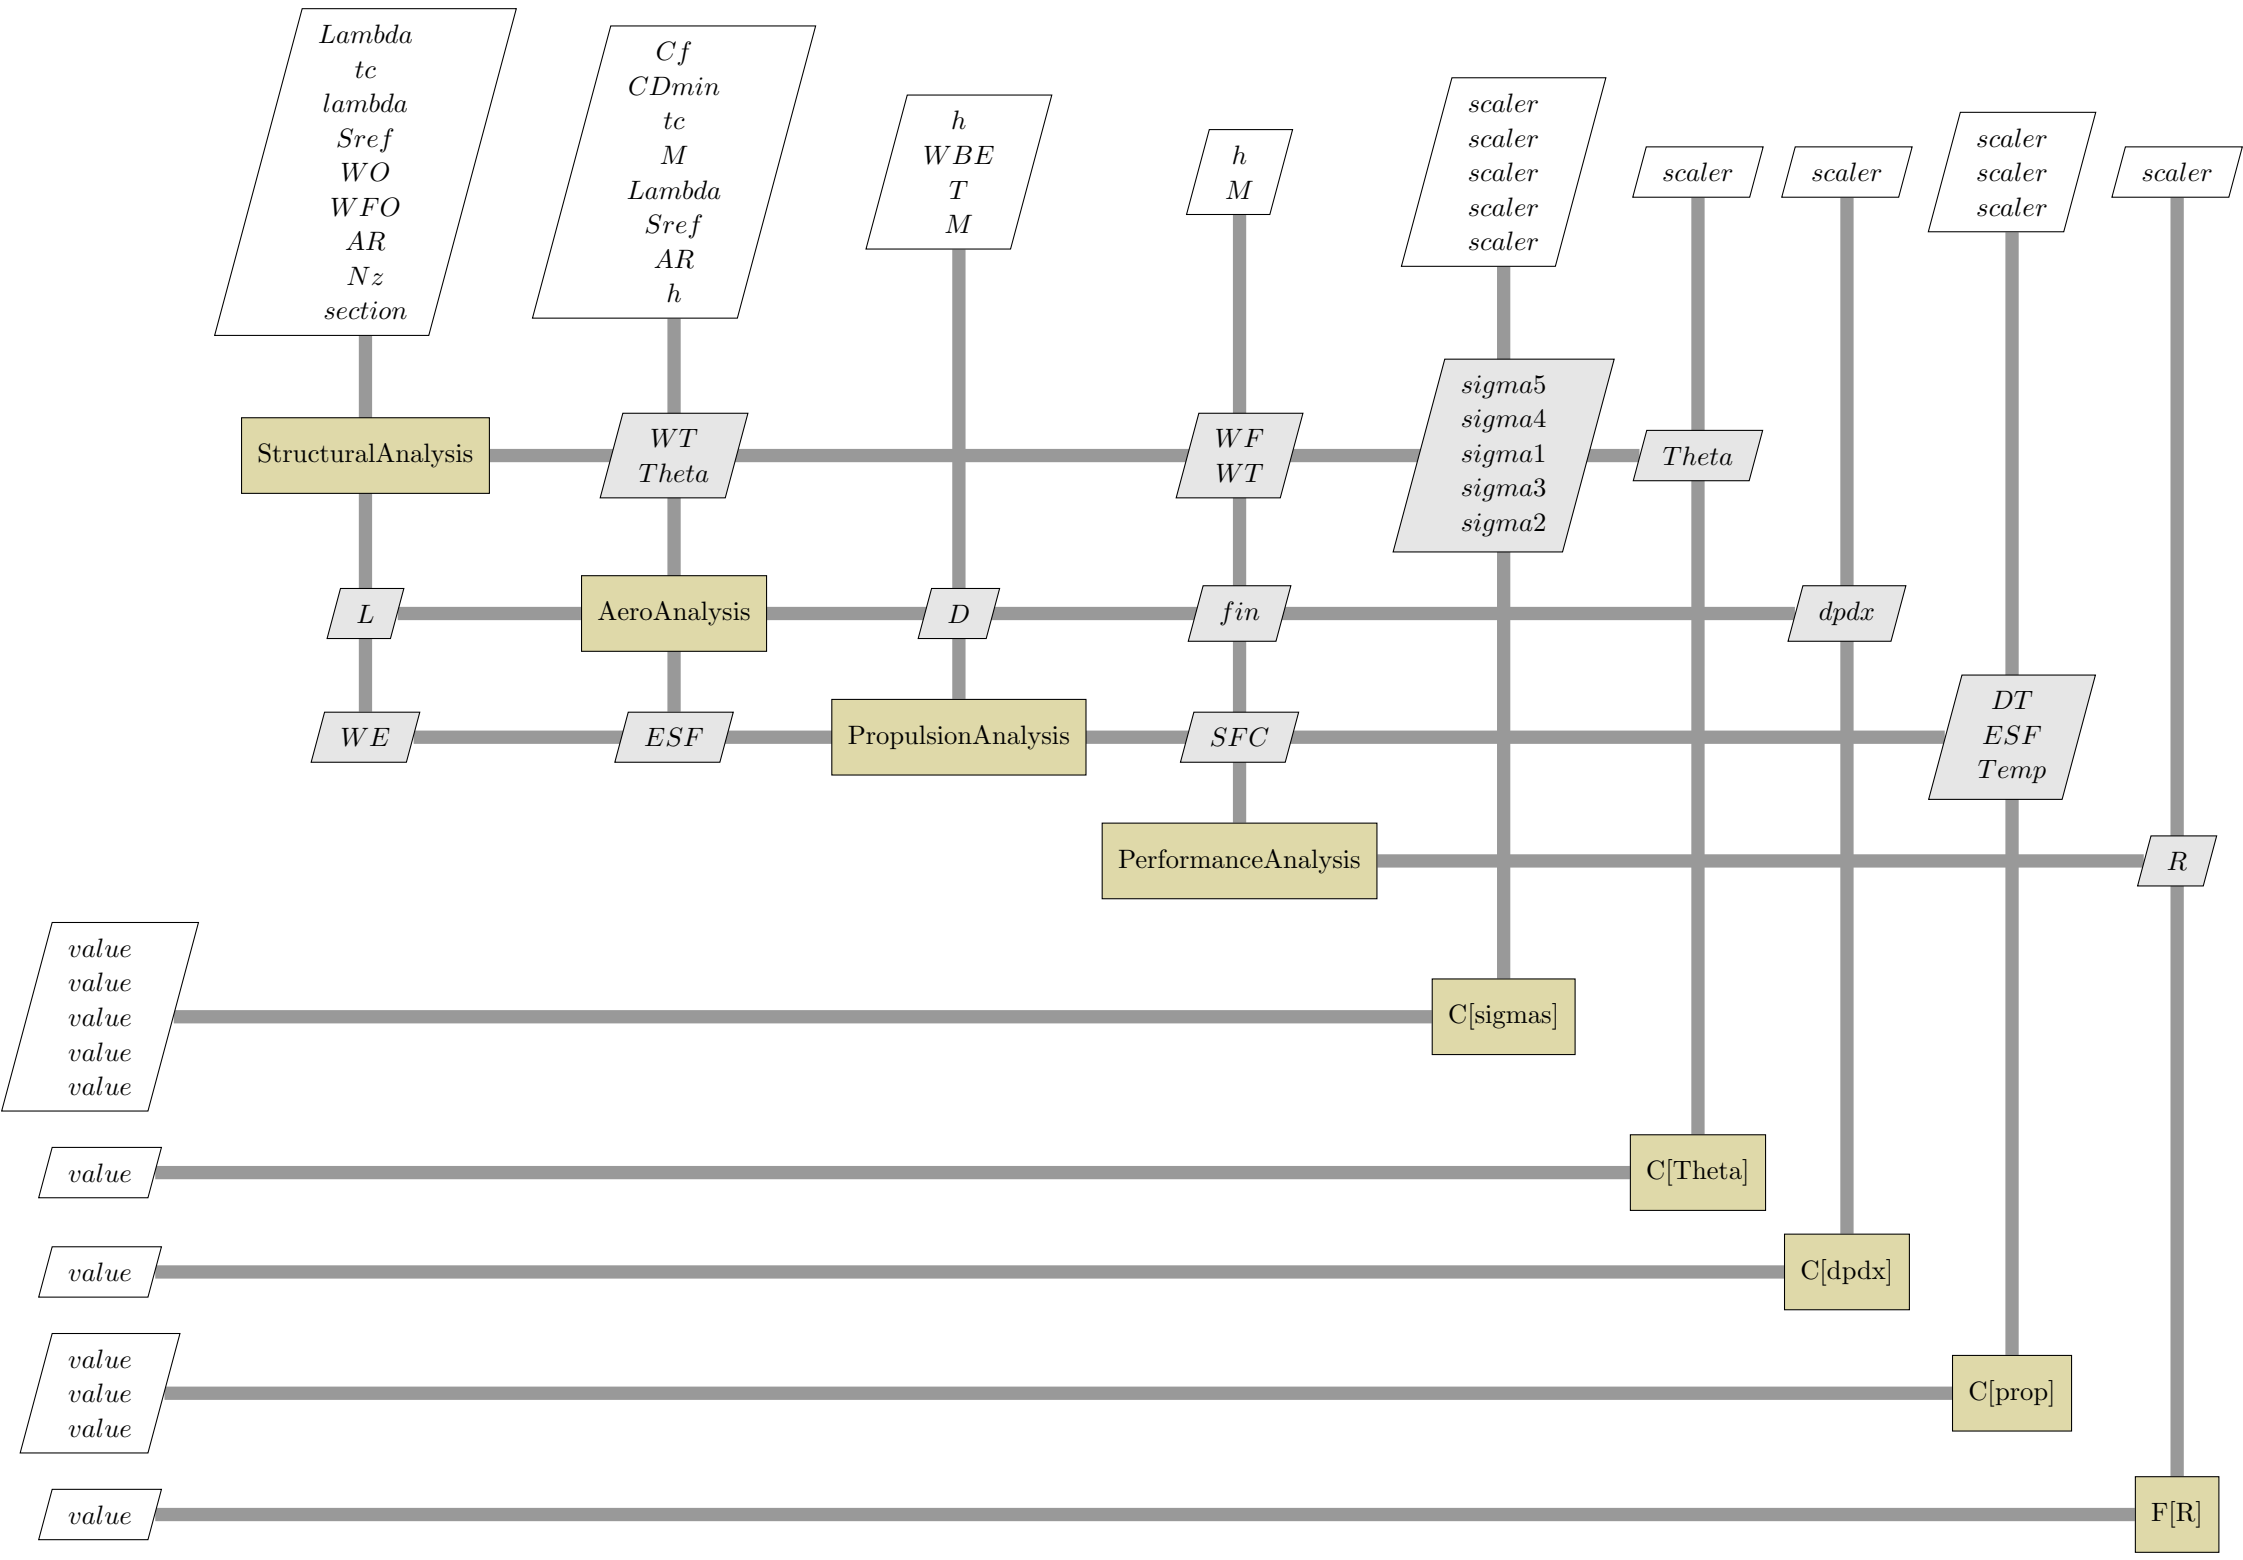 Lambda
tc
lambda
Sref
WO
WFO
AR
Nz
section
Cf
CDmin
tc
M
Lambda
Sref
AR
h
h
WBE
T
M
h
M
scaler
scaler
scaler
scaler
scaler
scaler
scaler
scaler
scaler
scaler
scaler
StructuralAnalysis
WT
Theta
WF
WT
sigma5
sigma4
sigma1
sigma3
sigma2
Theta
L
AeroAnalysis
D
fin
dpdx
WE
ESF
PropulsionAnalysis
SFC
DT
ESF
Temp
PerformanceAnalysis
R
value
value
value
value
value
C[sigmas]
value
C[Theta]
value
C[dpdx]
value
value
value
C[prop]
value
F[R]